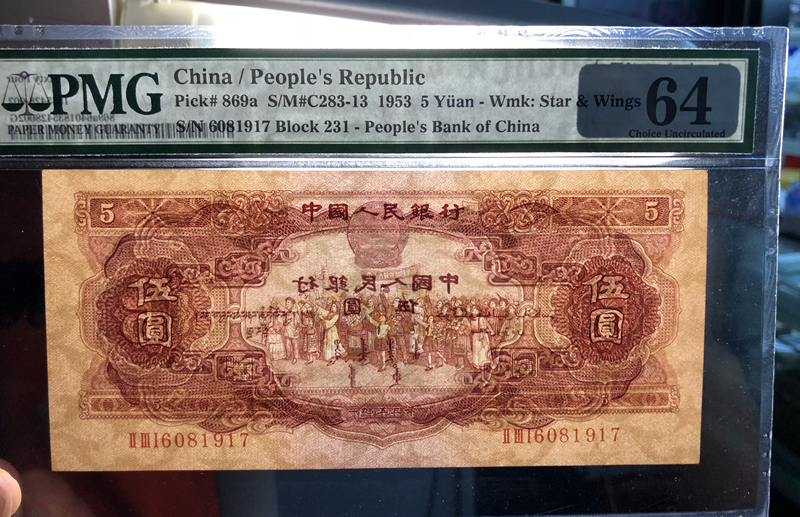 PMG
PAPER MONEY GUARANTY
China / People's Republic
Pick# 869a S/M#C283-13 1953 5 Yüan - Wmk: Star & Wings
S/N 6081917 Block 231 - People's Bank of China
64
Choice Uncirculated
5 中國人民銀行 5
中國人民銀行
伍圓
伍圓
伍圓
ⅡⅢⅠ6081917
ⅡⅢⅠ6081917